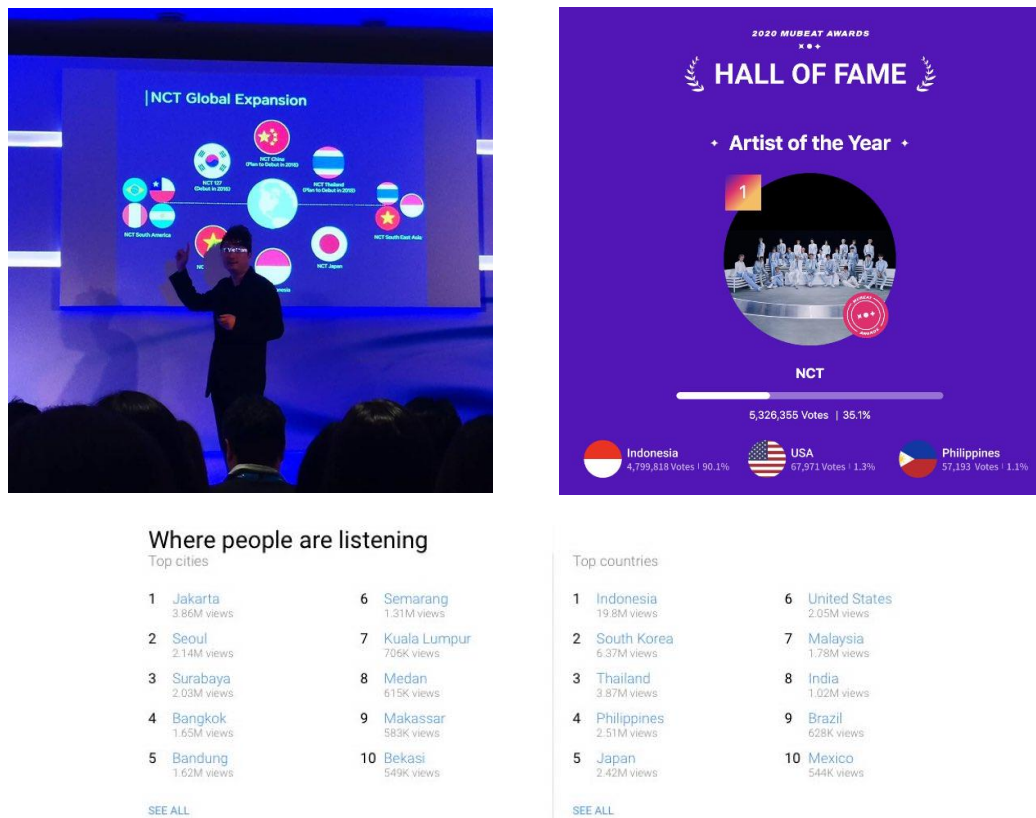 |NCT Global Expansion
NCT China
(Plan to Debut in 2016)
NCT 127
(Debut in 2016)
NCT Thailand
NCT South America
NCT South East Asia
NCT Japan
2020 MUBEAT AWARDS
HALL OF FAME
Artist of the Year
1
MUBEAT
AWARDS
NCT
5,326,355 Votes | 35.1%
Indonesia
4,799,818 Votes | 90.1%
USA
67,971 Votes | 1.3%
Philippines
57,193 Votes | 1.1%
Where people are listening
Top cities
1 Jakarta
3.86M views
2 Seoul
2.14M views
3 Surabaya
2.03M views
4 Bangkok
1.65M views
5 Bandung
1.62M views
6 Semarang
1.31M views
7 Kuala Lumpur
706K views
8 Medan
615K views
9 Makassar
583K views
10 Bekasi
549K views
SEE ALL
Top countries
1 Indonesia
19.8M views
2 South Korea
6.37M views
3 Thailand
3.87M views
4 Philippines
2.51M views
5 Japan
2.42M views
6 United States
2.05M views
7 Malaysia
1.78M views
8 India
1.02M views
9 Brazil
628K views
10 Mexico
544K views
SEE ALL